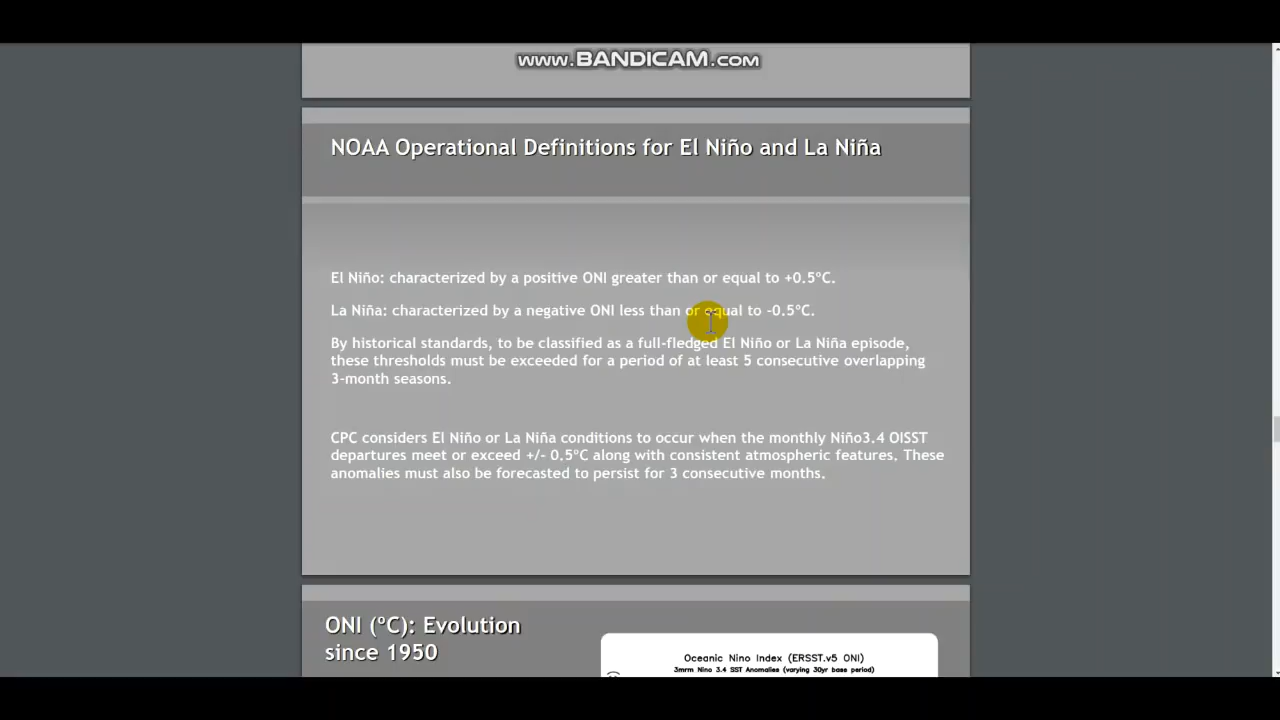 www.BANDICAM.com
NOAA Operational Definitions for El Niño and La Niña
El Niño: characterized by a positive ONI greater than or equal to +0.5ºC.
La Niña: characterized by a negative ONI less than or equal to -0.5ºC.
By historical standards, to be classified as a full-fledged El Niño or La Niña episode,
these thresholds must be exceeded for a period of at least 5 consecutive overlapping
3-month seasons.
CPC considers El Niño or La Niña conditions to occur when the monthly Niño3.4 OISST
departures meet or exceed +/- 0.5ºC along with consistent atmospheric features. These
anomalies must also be forecasted to persist for 3 consecutive months.
ONI (ºC): Evolution
since 1950
Oceanic Nino Index (ERSST.v5 ONI)
3mrm Nino 3.4 SST Anomalies (varying 30yr base period)